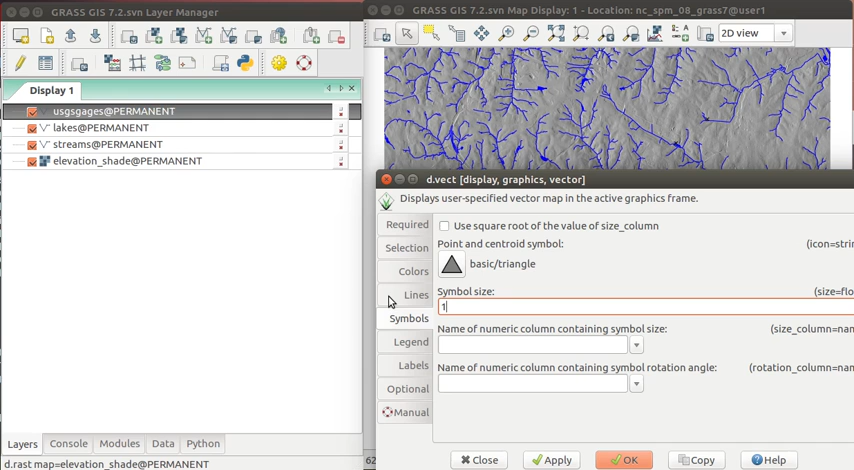 GRASS GIS 7.2.svn Layer Manager
GRASS GIS 7.2.svn Map Display: 1 - Location: nc_spm_08_grass7@user1
2D view
Display 1
usgsgages@PERMANENT
lakes@PERMANENT
streams@PERMANENT
elevation_shade@PERMANENT
d.vect [display, graphics, vector]
Displays user-specified vector map in the active graphics frame.
Required
Selection
Colors
Lines
Symbols
Legend
Labels
Optional
Manual
Use square root of the value of size_column
Point and centroid symbol:
(icon=strin
basic/triangle
Symbol size:
(size=flo
1
Name of numeric column containing symbol size:
(size_column=nam
Name of numeric column containing symbol rotation angle:
(rotation_column=nam
Close
Apply
OK
Copy
Help
Layers
Console
Modules
Data
Python
d.rast map=elevation_shade@PERMANENT
62